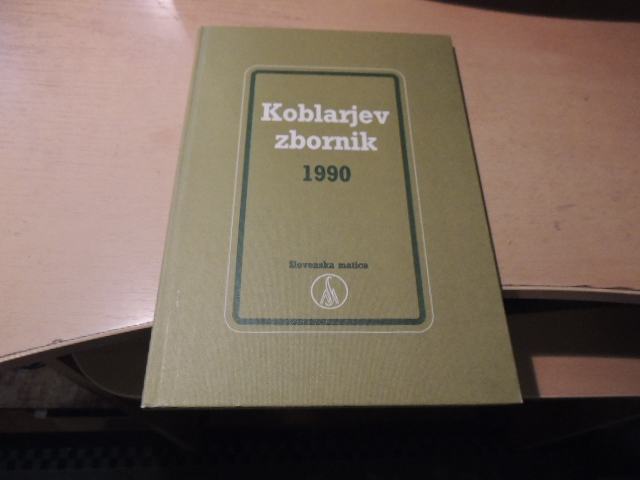 Koblarjev
zbornik
1990
Slovenska matica